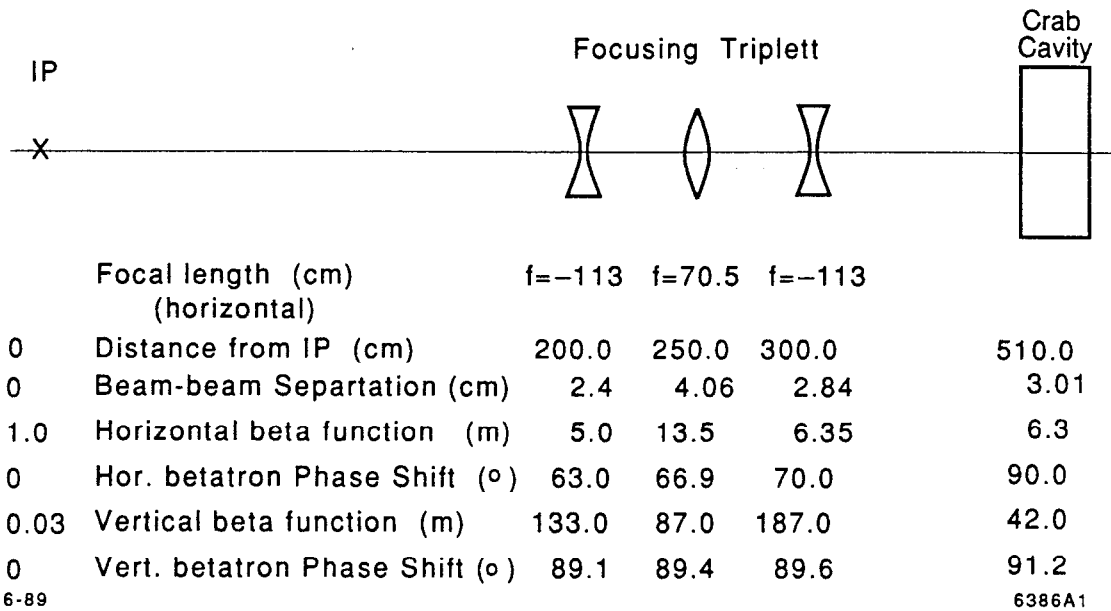 Crab
Cavity
Focusing Triplett
IP
X
Focal length (cm) f=−113 f=70.5 f=−113
(horizontal)
0 Distance from IP (cm) 200.0 250.0 300.0 510.0
0 Beam-beam Separtation (cm) 2.4 4.06 2.84 3.01
1.0 Horizontal beta function (m) 5.0 13.5 6.35 6.3
0 Hor. betatron Phase Shift (º) 63.0 66.9 70.0 90.0
0.03 Vertical beta function (m) 133.0 87.0 187.0 42.0
0 Vert. betatron Phase Shift (º) 89.1 89.4 89.6 91.2
6-89 6386A1